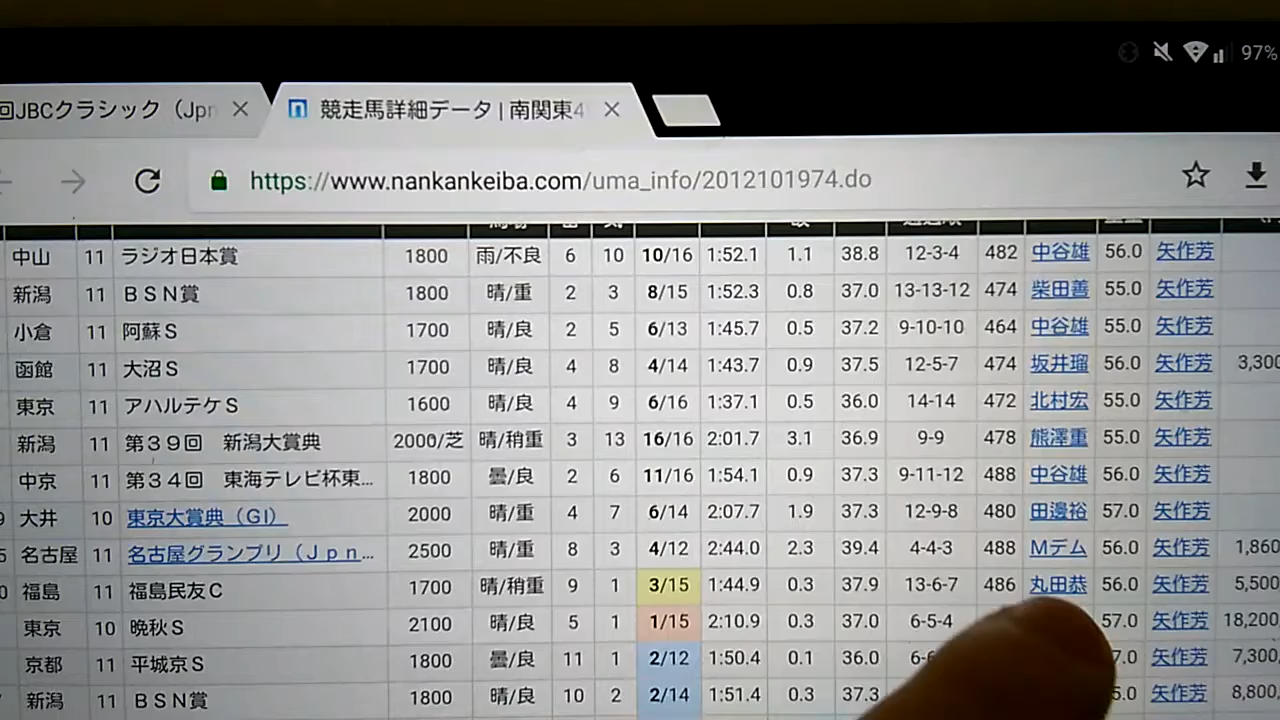 97%
回JBCクラシック（Jpn
競走馬詳細データ | 南関東4
https://www.nankankeiba.com/uma_info/2012101974.do
中山 11 ラジオ日本賞 1800 雨/不良 6 10 10/16 1:52.1 1.1 38.8 12-3-4 482 中谷雄 56.0 矢作芳
新潟 11 ＢＳＮ賞 1800 晴/重 2 3 8/15 1:52.3 0.8 37.0 13-13-12 474 柴田善 55.0 矢作芳
小倉 11 阿蘇Ｓ 1700 晴/良 2 5 6/13 1:45.7 0.5 37.2 9-10-10 464 中谷雄 55.0 矢作芳
函館 11 大沼Ｓ 1700 晴/良 4 8 4/14 1:43.7 0.9 37.5 12-5-7 474 坂井瑠 56.0 矢作芳 3,300
東京 11 アハルテケＳ 1600 晴/良 4 9 6/16 1:37.1 0.5 36.0 14-14 472 北村宏 55.0 矢作芳
新潟 11 第３９回　新潟大賞典 2000/芝 晴/稍重 3 13 16/16 2:01.7 3.1 36.9 9-9 478 熊澤重 55.0 矢作芳
中京 11 第３４回　東海テレビ杯東... 1800 曇/良 2 6 11/16 1:54.1 0.9 37.3 9-11-12 488 中谷雄 56.0 矢作芳
9 大井 10 東京大賞典（GI） 2000 晴/重 4 7 6/14 2:07.7 1.9 37.3 12-9-8 480 田邊裕 57.0 矢作芳
5 名古屋 11 名古屋グランプリ（Ｊｐｎ... 2500 晴/重 8 3 4/12 2:44.0 2.3 39.4 4-4-3 488 Mデム 56.0 矢作芳 1,860
0 福島 11 福島民友Ｃ 1700 晴/稍重 9 1 3/15 1:44.9 0.3 37.9 13-6-7 486 丸田恭 56.0 矢作芳 5,500
東京 10 晩秋Ｓ 2100 晴/良 5 1 1/15 2:10.9 0.3 37.0 6-5-4 57.0 矢作芳 18,200
京都 11 平城京Ｓ 1800 曇/良 11 1 2/12 1:50.4 0.1 36.0 6-6 7.0 矢作芳 7,300
新潟 11 ＢＳＮ賞 1800 晴/良 10 2 2/14 1:51.4 0.3 37.3 5.0 矢作芳 8,800